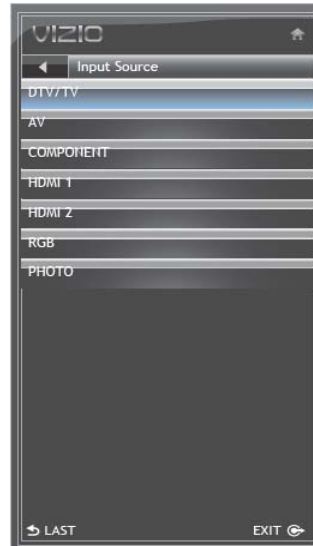 VIZIO
Input Source
DTV/TV
AV
COMPONENT
HDMI 1
HDMI 2
RGB
PHOTO
LAST EXIT